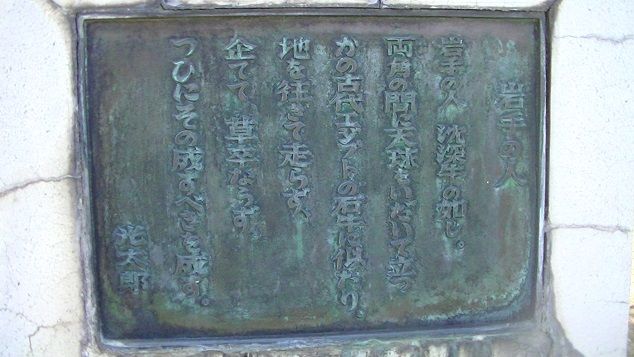 岩手の人
岩手の人 沈深牛の如し。
両角の間に天球をいだいて立つ
かの古代エジプトの石牛に似たり。
地を往きて走らず、
企てて草卒ならず。
つひにその成すべきを成す。
光太郎